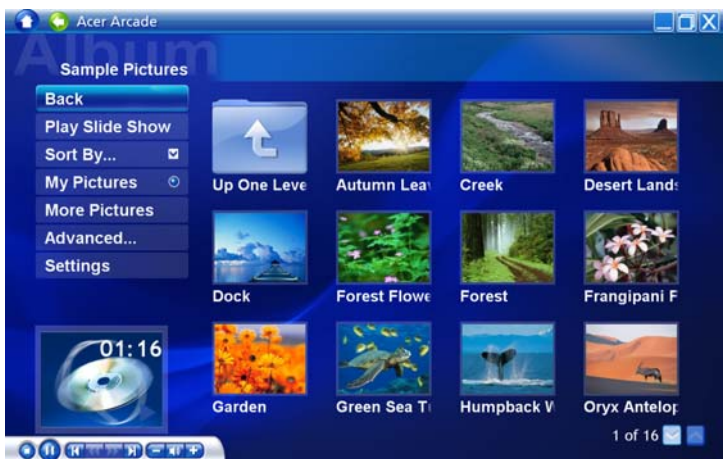 Acer Arcade
Album
Sample Pictures
Back
Play Slide Show
Sort By...
My Pictures
More Pictures
Advanced...
Settings
Up One Leve
Autumn Lea
Creek
Desert Lands
Dock
Forest Flowe
Forest
Frangipani F
Garden
Green Sea T
Humpback W
Oryx Antelop
01:16
1 of 16